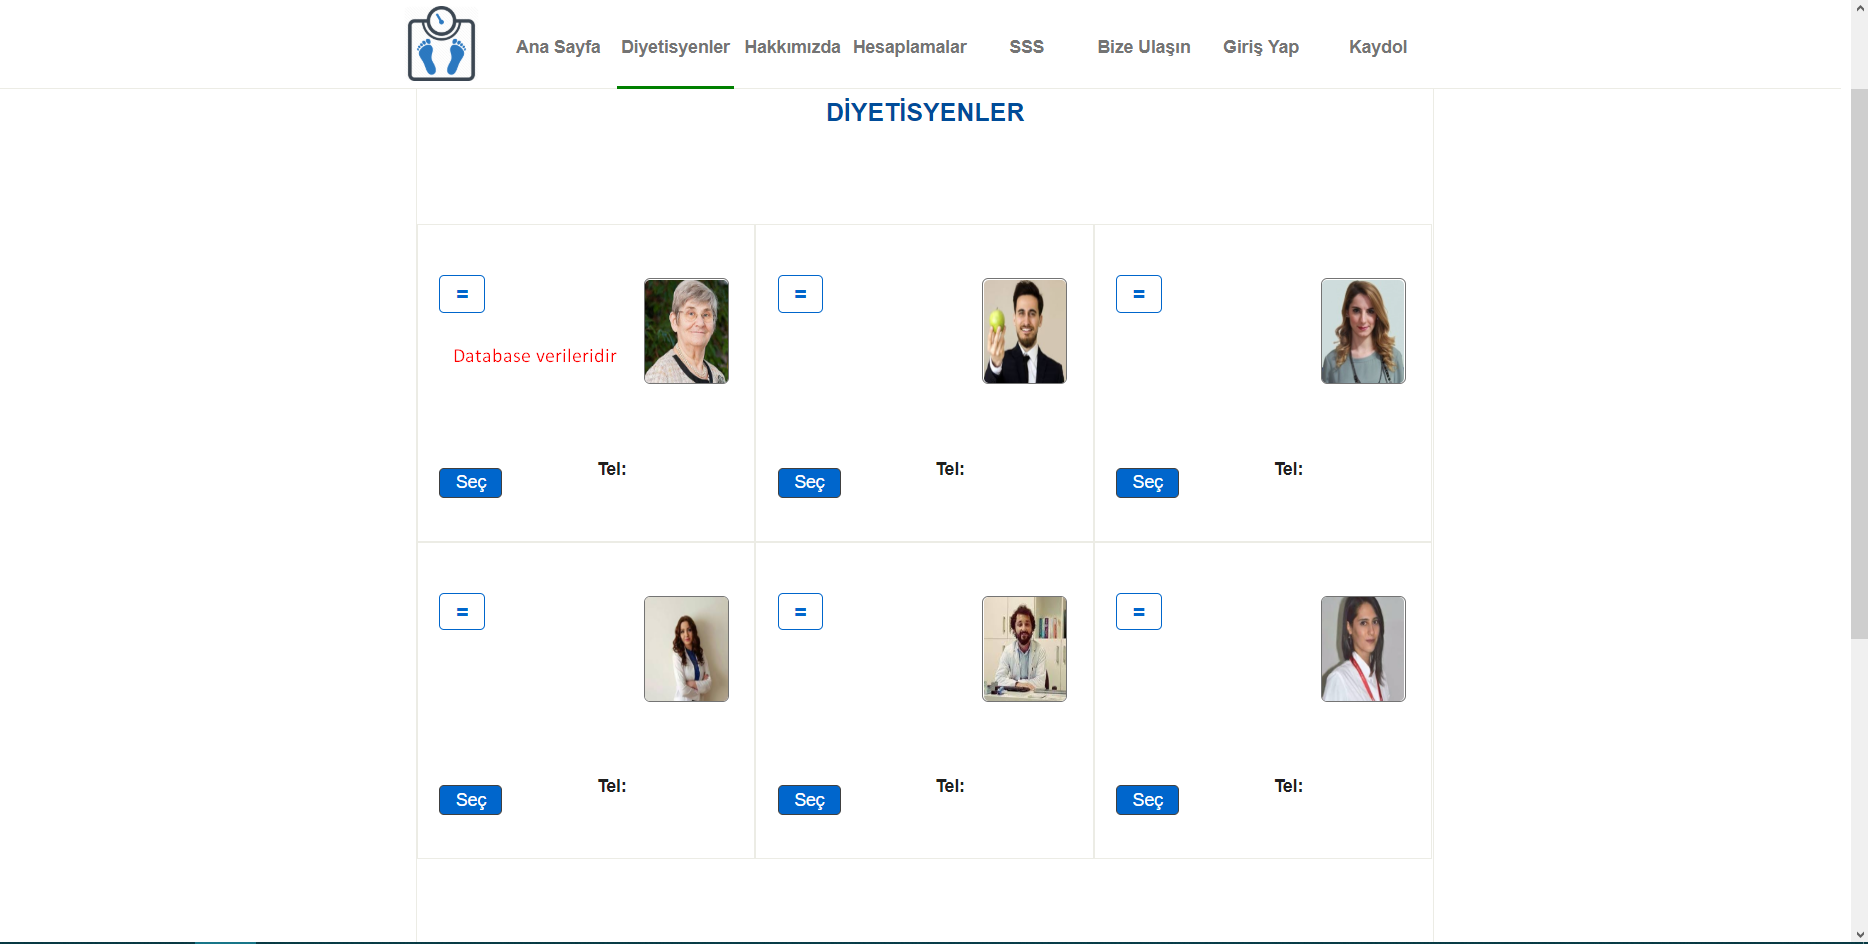 Ana Sayfa Diyetisyenler Hakkımızda Hesaplamalar SSS Bize Ulaşın Giriş Yap Kaydol
DİYETİSYENLER
= = =
Database verileridir
Tel: Tel: Tel:
Seç Seç Seç
= = =
Tel: Tel: Tel:
Seç Seç Seç